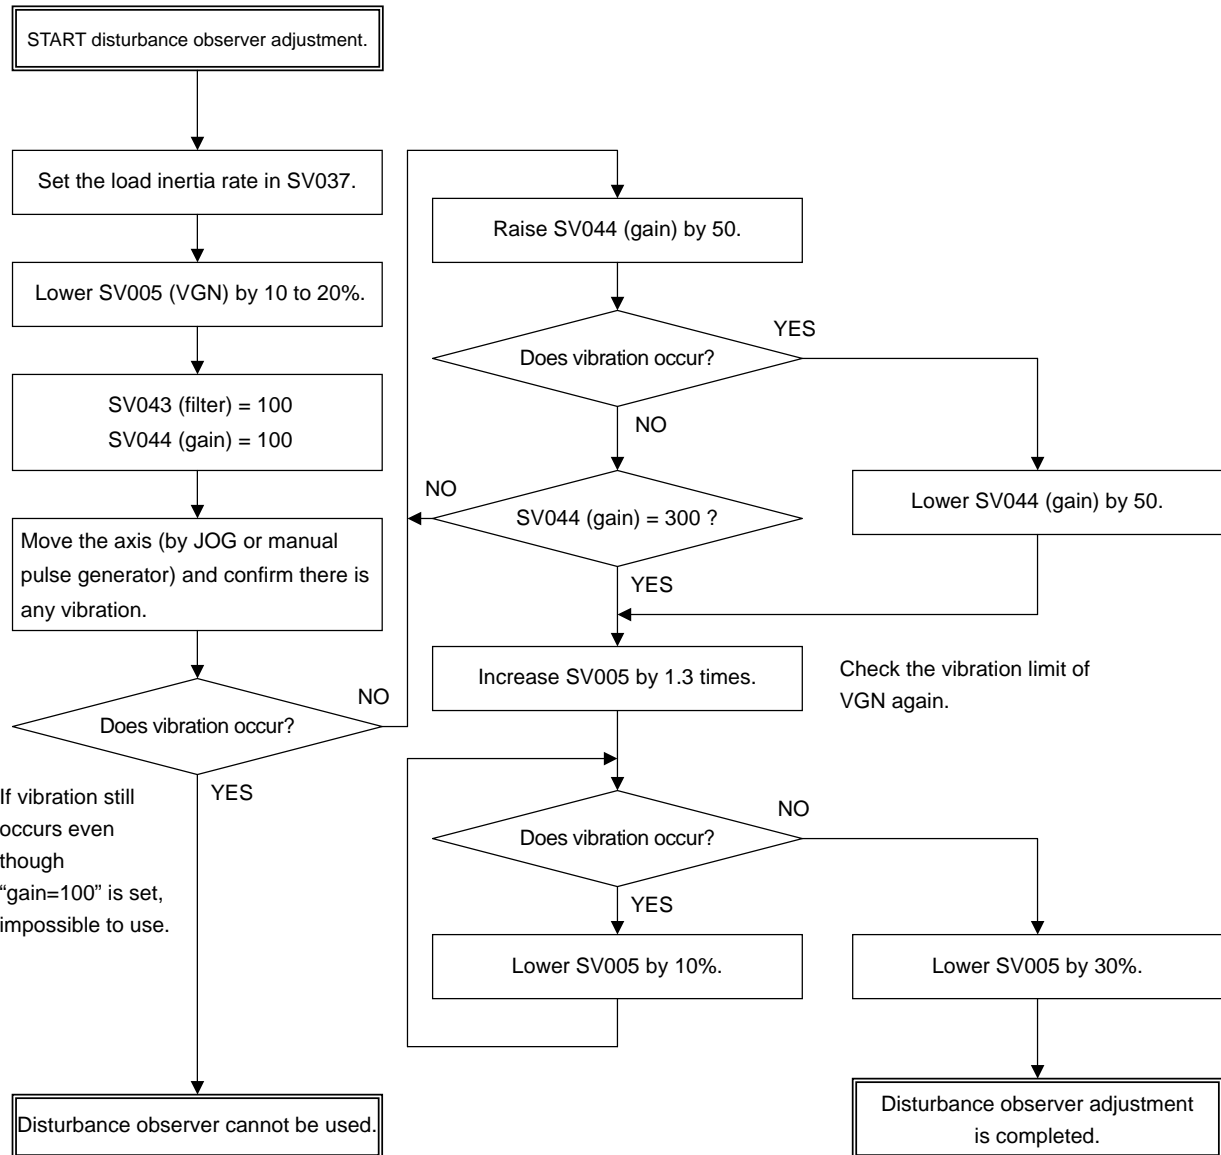 START disturbance observer adjustment.
Set the load inertia rate in SV037.
Lower SV005 (VGN) by 10 to 20%.
SV043 (filter) = 100
SV044 (gain) = 100
Move the axis (by JOG or manual
pulse generator) and confirm there is
any vibration.
Does vibration occur?
NO
YES
If vibration still
occurs even
though
“gain=100” is set,
impossible to use.
Disturbance observer cannot be used.
Raise SV044 (gain) by 50.
Does vibration occur?
YES
NO
Lower SV044 (gain) by 50.
SV044 (gain) = 300 ?
NO
YES
Increase SV005 by 1.3 times.
Check the vibration limit of
VGN again.
Does vibration occur?
NO
YES
Lower SV005 by 10%.
Lower SV005 by 30%.
Disturbance observer adjustment
is completed.